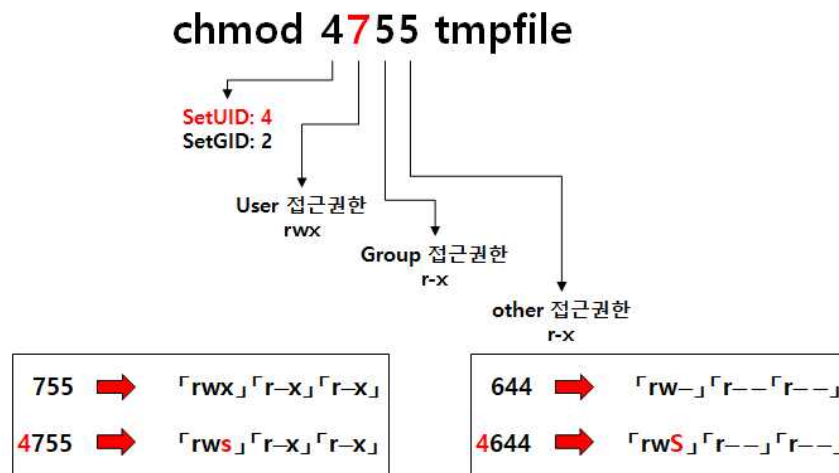 chmod 4755 tmpfile
SetUID: 4
SetGID: 2
User 접근권한
rwx
Group 접근권한
r-x
other 접근권한
r-x
755 「rwx」「r–x」「r–x」
4755 「rws」「r–x」「r–x」
644 「rw–」「r––」「r––」
4644 「rwS」「r––」「r––」